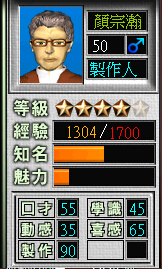 顏宗瀚
50 ♂
製作人
等級
經驗 1304/1700
知名
魅力
口才 55 學識 45
動感 35 喜感 65
製作 90